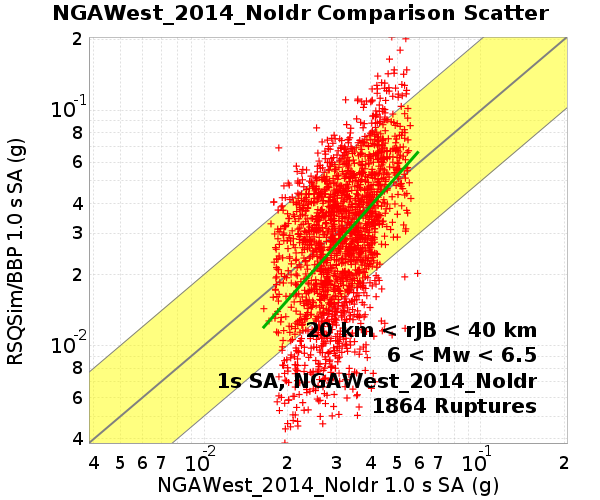 NGAWest_2014_NoIdr Comparison Scatter
2
10-1
8
6
4
3
2
10-2
8
6
4
RSQSim/BBP 1.0 s SA (g)
20 km < rJB < 40 km
6 < Mw < 6.5
1s SA, NGAWest_2014_NoIdr
1864 Ruptures
4 5 6 7 10-2 2 3 4 5 6 7 10-1 2
NGAWest_2014_NoIdr 1.0 s SA (g)